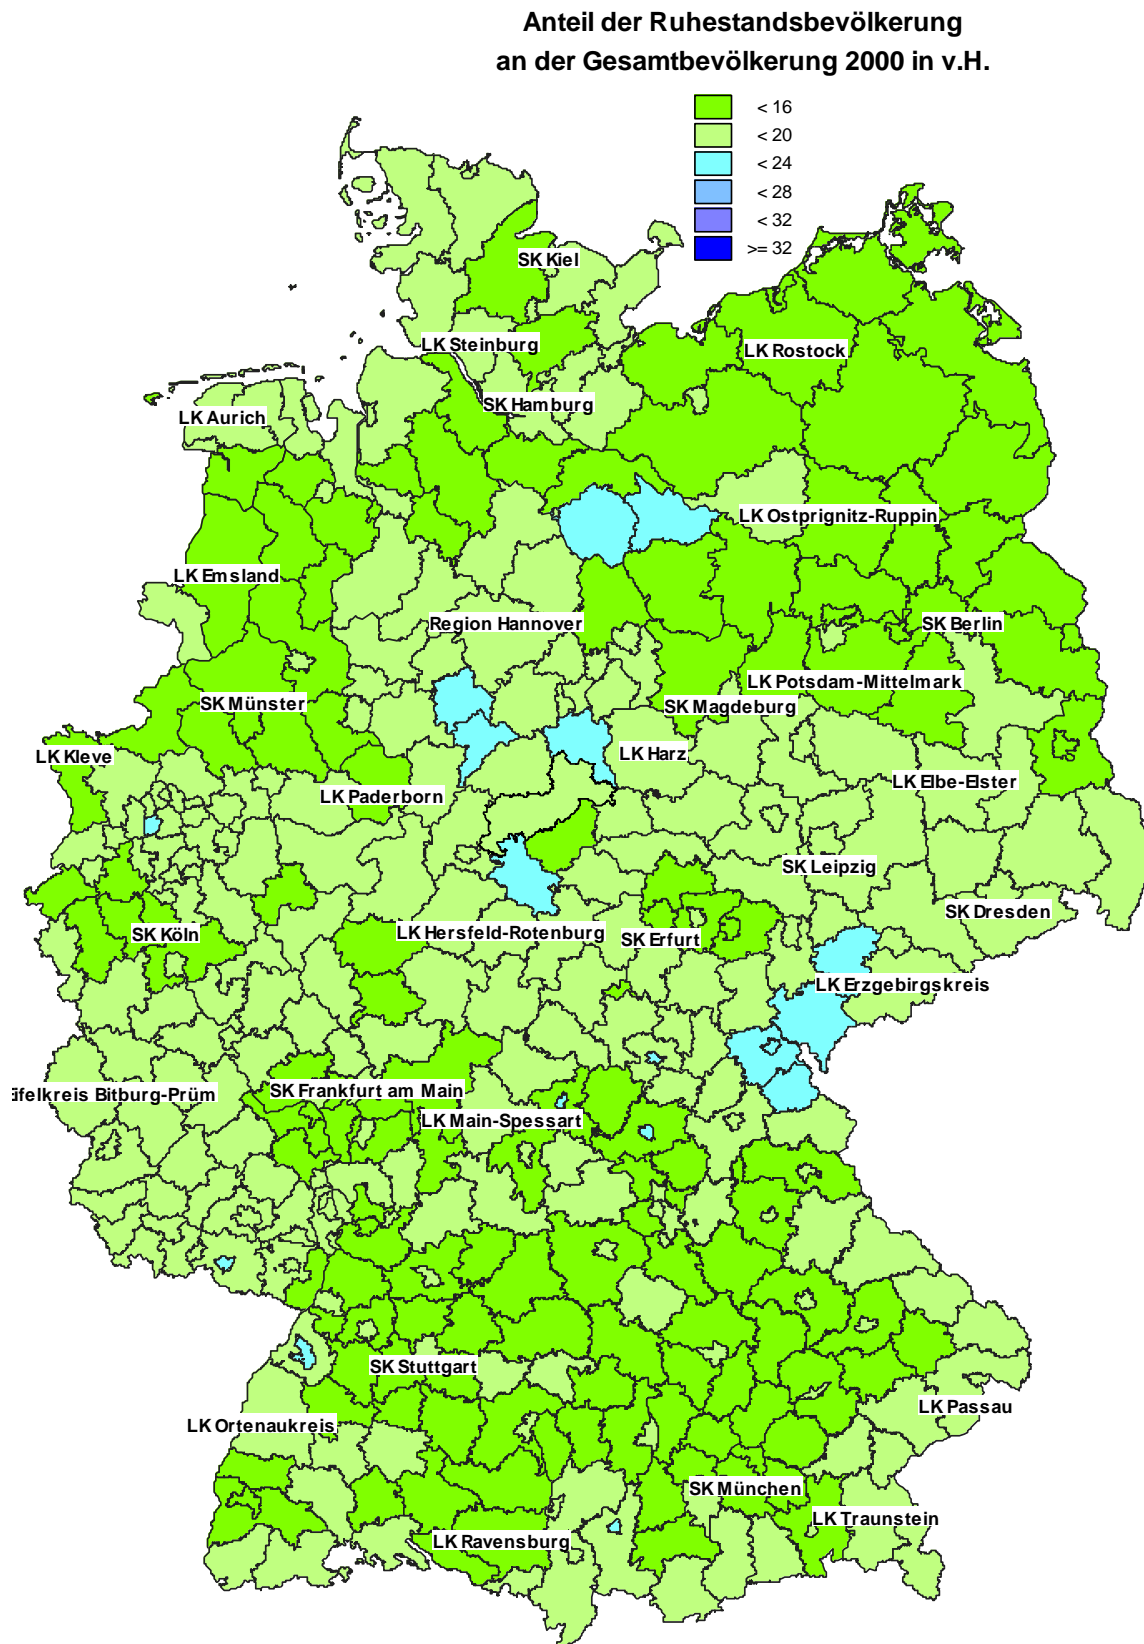 Anteil der Ruhestandsbevölkerung
an der Gesamtbevölkerung 2000 in v.H.
< 16
< 20
< 24
< 28
< 32
>= 32
SK Kiel
LK Steinburg
LK Rostock
SK Hamburg
LK Aurich
LK Ostprignitz-Ruppin
LK Emsland
Region Hannover
SK Berlin
LK Potsdam-Mittelmark
SK Münster
SK Magdeburg
LK Kleve
LK Harz
LK Elbe-Elster
LK Paderborn
SK Leipzig
SK Dresden
SK Köln
LK Hersfeld-Rotenburg
SK Erfurt
LK Erzgebirgskreis
ifelkreis Bitburg-Prüm
SK Frankfurt am Main
LK Main-Spessart
SK Stuttgart
LK Passau
LK Ortenaukreis
SK München
LK Traunstein
LK Ravensburg